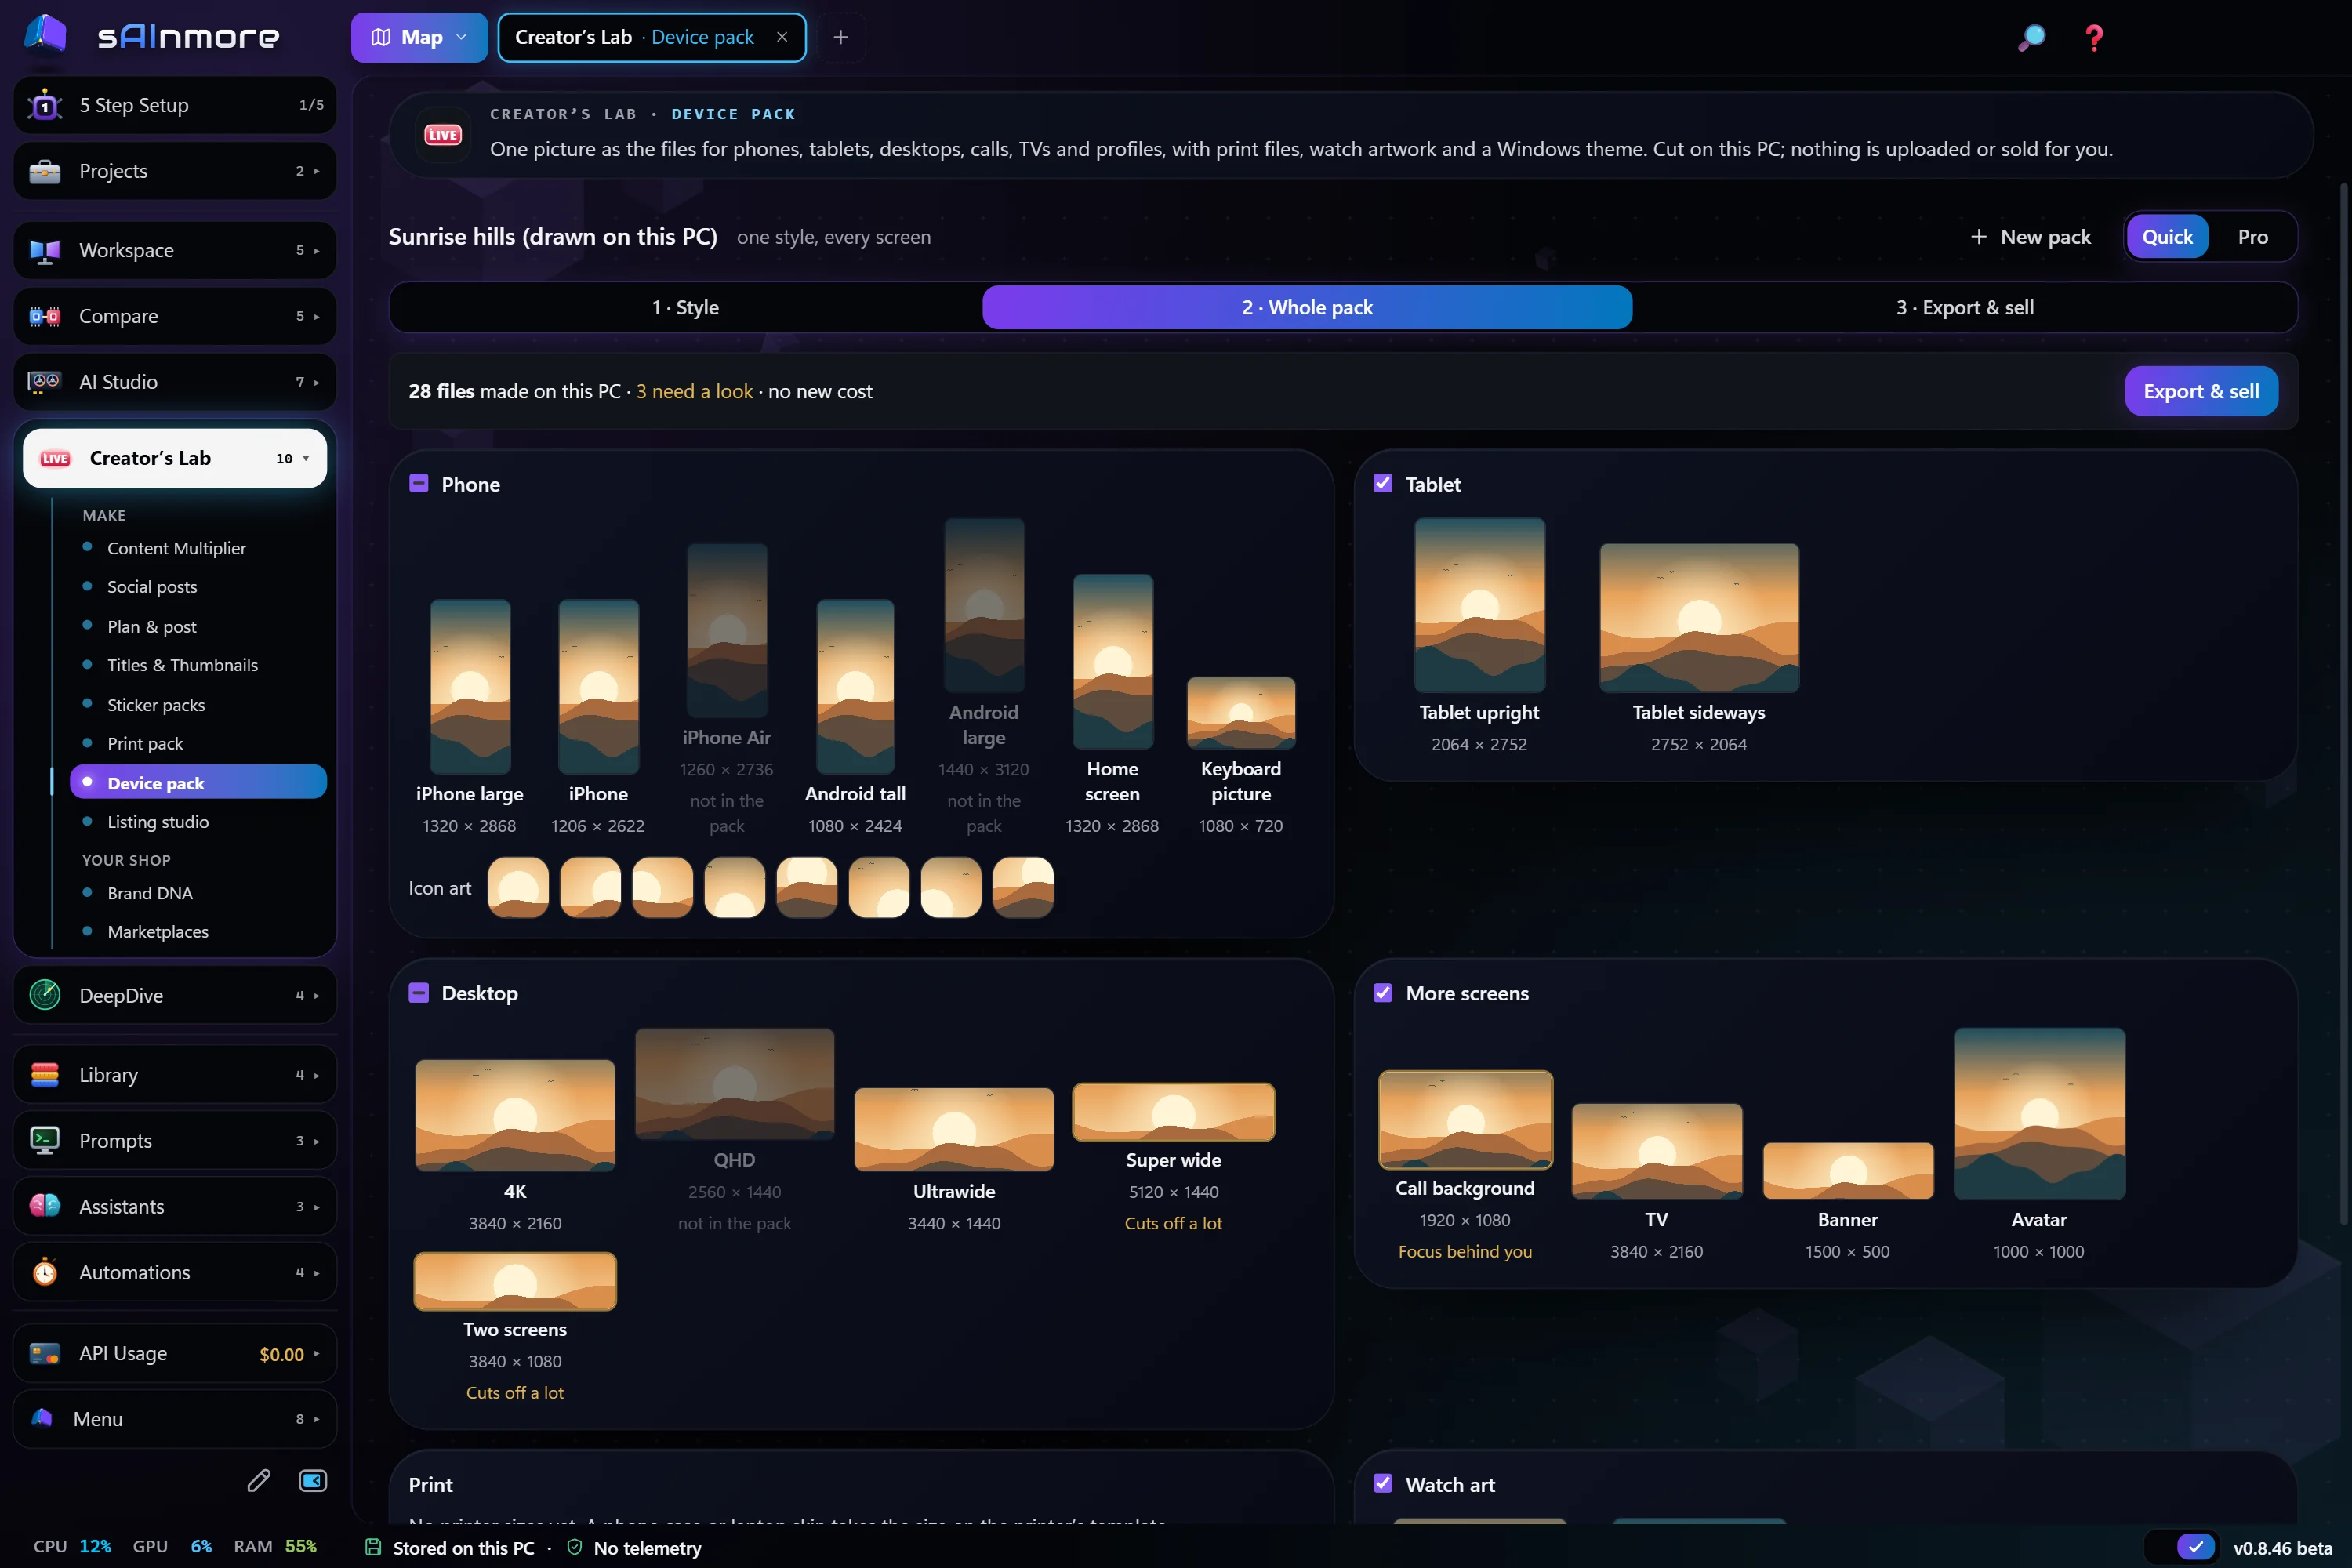 sAInmore
Map
Creator’s Lab · Device pack
5 Step Setup 1/5
Projects 2
Workspace 5
Compare 5
AI Studio 7
LIVE Creator’s Lab 10
MAKE
Content Multiplier
Social posts
Plan & post
Titles & Thumbnails
Sticker packs
Print pack
Device pack
Listing studio
YOUR SHOP
Brand DNA
Marketplaces
DeepDive 4
Library 4
Prompts 3
Assistants 3
Automations 4
API Usage $0.00
Menu 8
CPU 12% GPU 6% RAM 55%
LIVE
CREATOR’S LAB · DEVICE PACK
One picture as the files for phones, tablets, desktops, calls, TVs and profiles, with print files, watch artwork and a Windows theme. Cut on this PC; nothing is uploaded or sold for you.
Sunrise hills (drawn on this PC) one style, every screen
New pack
Quick
Pro
1 · Style
2 · Whole pack
3 · Export & sell
28 files made on this PC · 3 need a look · no new cost
Export & sell
Phone
iPhone large
1320 × 2868
iPhone
1206 × 2622
iPhone Air
1260 × 2736
not in the
pack
Android tall
1080 × 2424
Android
large
1440 × 3120
not in the
pack
Home
screen
1320 × 2868
Keyboard
picture
1080 × 720
Icon art
Tablet
Tablet upright
2064 × 2752
Tablet sideways
2752 × 2064
Desktop
4K
3840 × 2160
QHD
2560 × 1440
not in the pack
Ultrawide
3440 × 1440
Super wide
5120 × 1440
Cuts off a lot
Two screens
3840 × 1080
Cuts off a lot
More screens
Call background
1920 × 1080
Focus behind you
TV
3840 × 2160
Banner
1500 × 500
Avatar
1000 × 1000
Print
Watch art
Stored on this PC · No telemetry
v0.8.46 beta